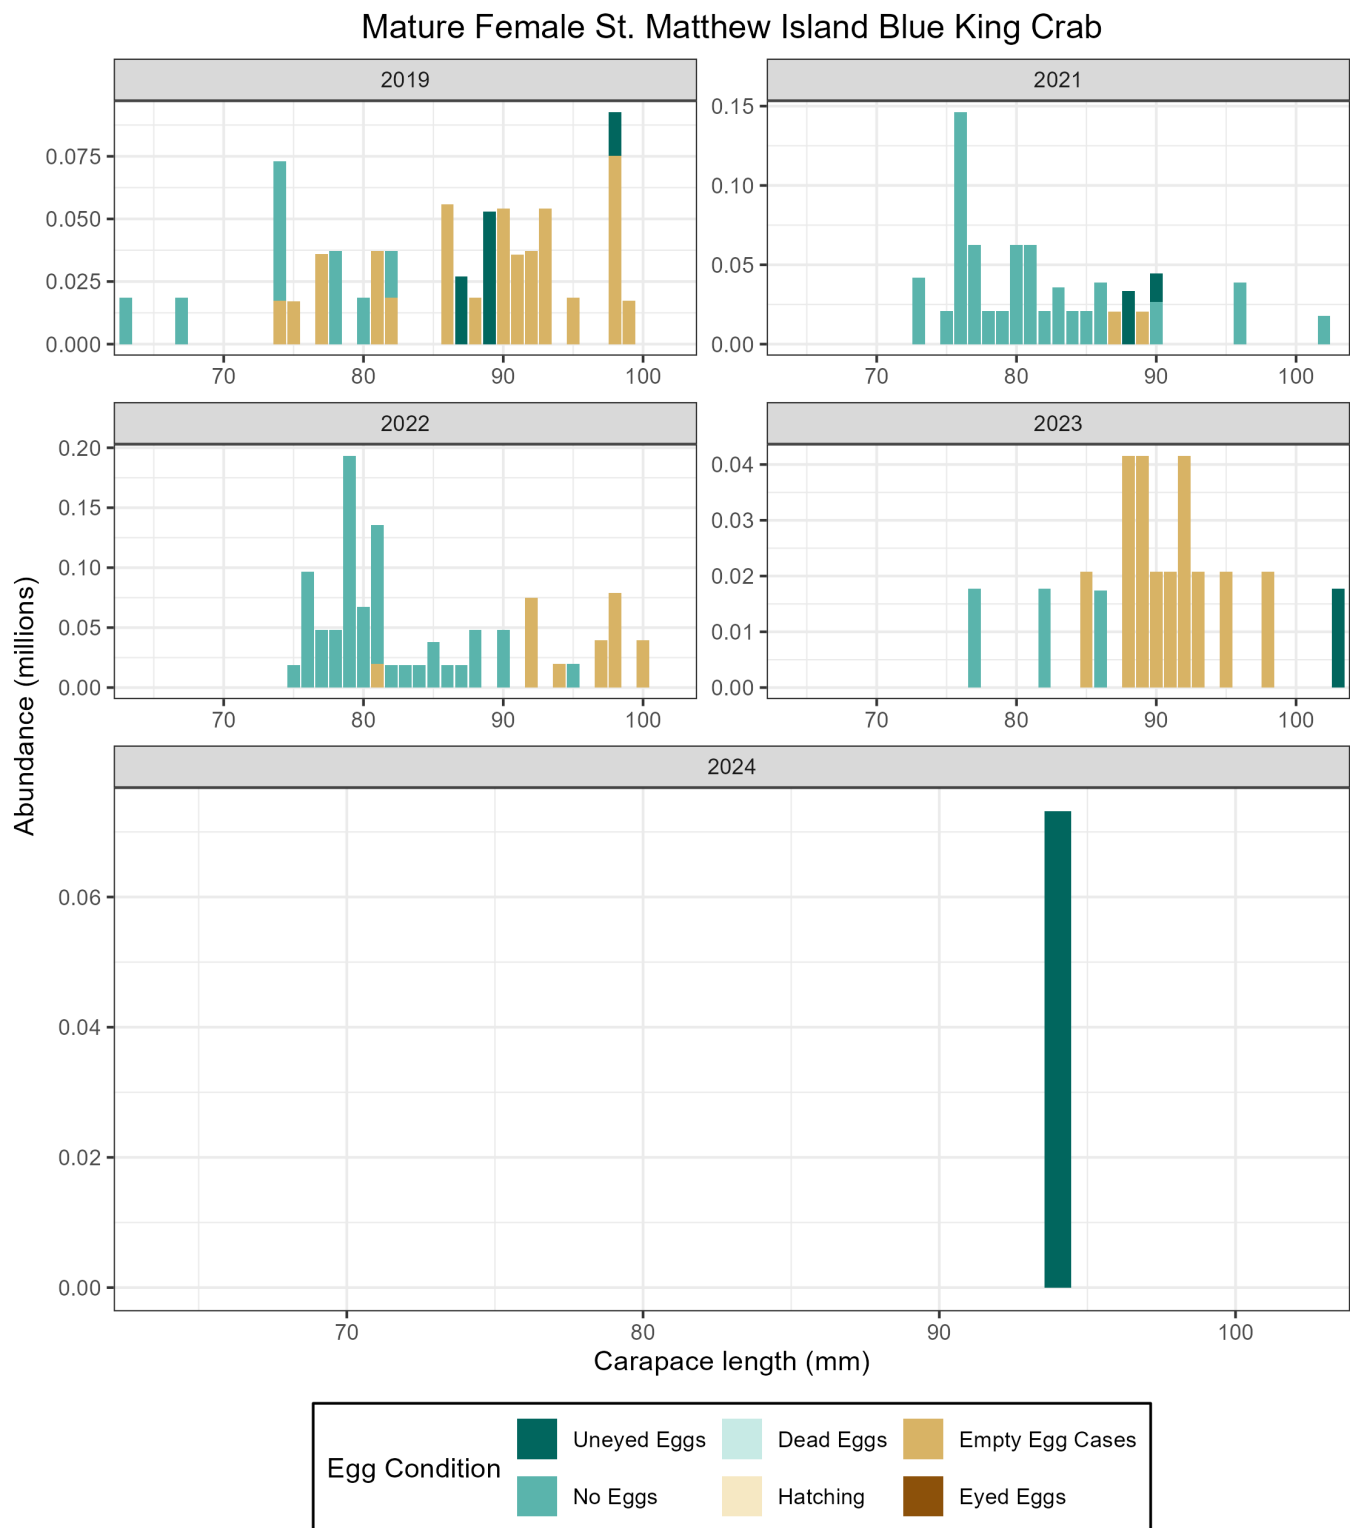 Mature Female St. Matthew Island Blue King Crab
2019
2021
0.075
0.050
0.025
0.000
70 80 90 100
0.15
0.10
0.05
0.00
70 80 90 100
2022
2023
0.20
0.15
0.10
0.05
0.00
70 80 90 100
0.04
0.03
0.02
0.01
0.00
70 80 90 100
Abundance (millions)
2024
0.06
0.04
0.02
0.00
70 80 90 100
Carapace length (mm)
Egg Condition
Uneyed Eggs Dead Eggs Empty Egg Cases
No Eggs Hatching Eyed Eggs